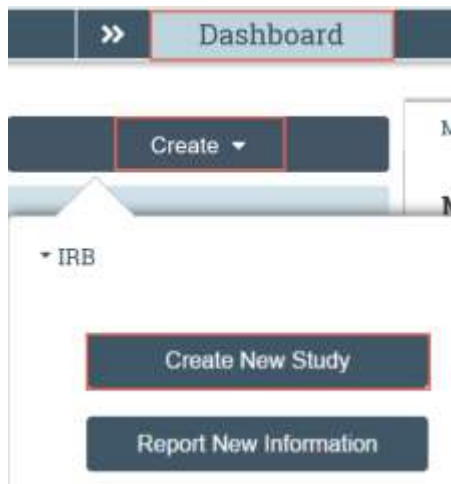 Dashboard
Create
IRB
Create New Study
Report New Information